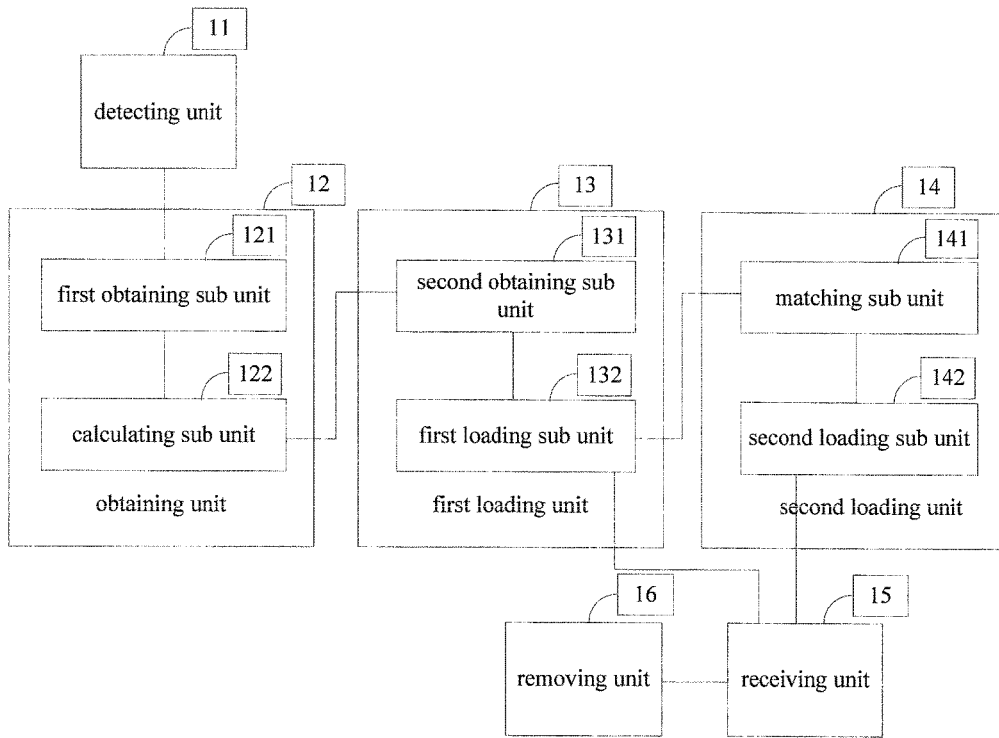 11
detecting unit
12
13
14
121
first obtaining sub unit
131
second obtaining sub
unit
141
matching sub unit
122
calculating sub unit
132
first loading sub unit
142
second loading sub unit
obtaining unit
first loading unit
second loading unit
16
removing unit
15
receiving unit